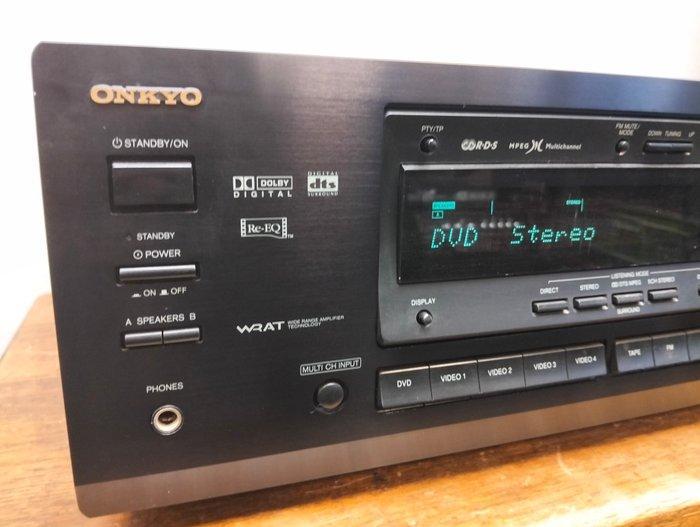 ONKYO
STANDBY/ON
DOLBY
DIGITAL
DIGITAL
dts
SURROUND
Re-EQ™
STANDBY
POWER
ON OFF
A SPEAKERS B
WRAT WIDE RANGE AMPLIFIER
TECHNOLOGY
PHONES
MULTI CH INPUT
PTY/TP
R·D·S
MPEG Multichannel
FM MUTE/
MODE
DOWN TUNING UP
SPEAKERS
A
STEREO
DVD Stereo
DISPLAY
LISTENING MODE
DIRECT
STEREO
/DTS/MPEG
SURROUND
5CH STEREO
DVD
VIDEO 1
VIDEO 2
VIDEO 3
VIDEO 4
TAPE
FM